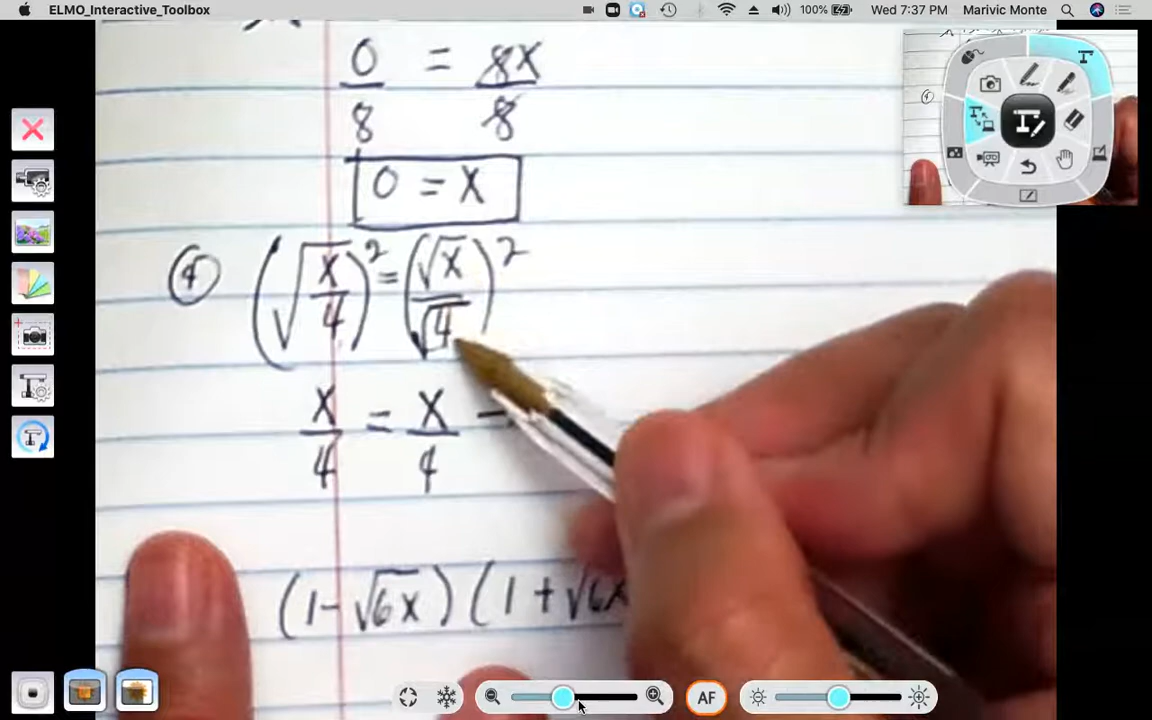 ELMO_Interactive_Toolbox 100% Wed 7:37 PM Marivic Monte
0/8 = 8x/8
0 = x
④ (√(x/4))² = (√x/√4)²
x/4 = x/4
(1-√6x)(1+√6x
AF